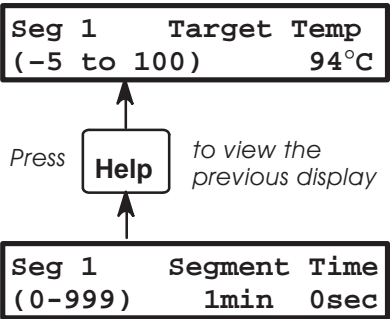 Seg 1 Target Temp
(–5 to 100) 94°C
Press Help to view the
previous display
Seg 1 Segment Time
(0-999) 1min 0sec